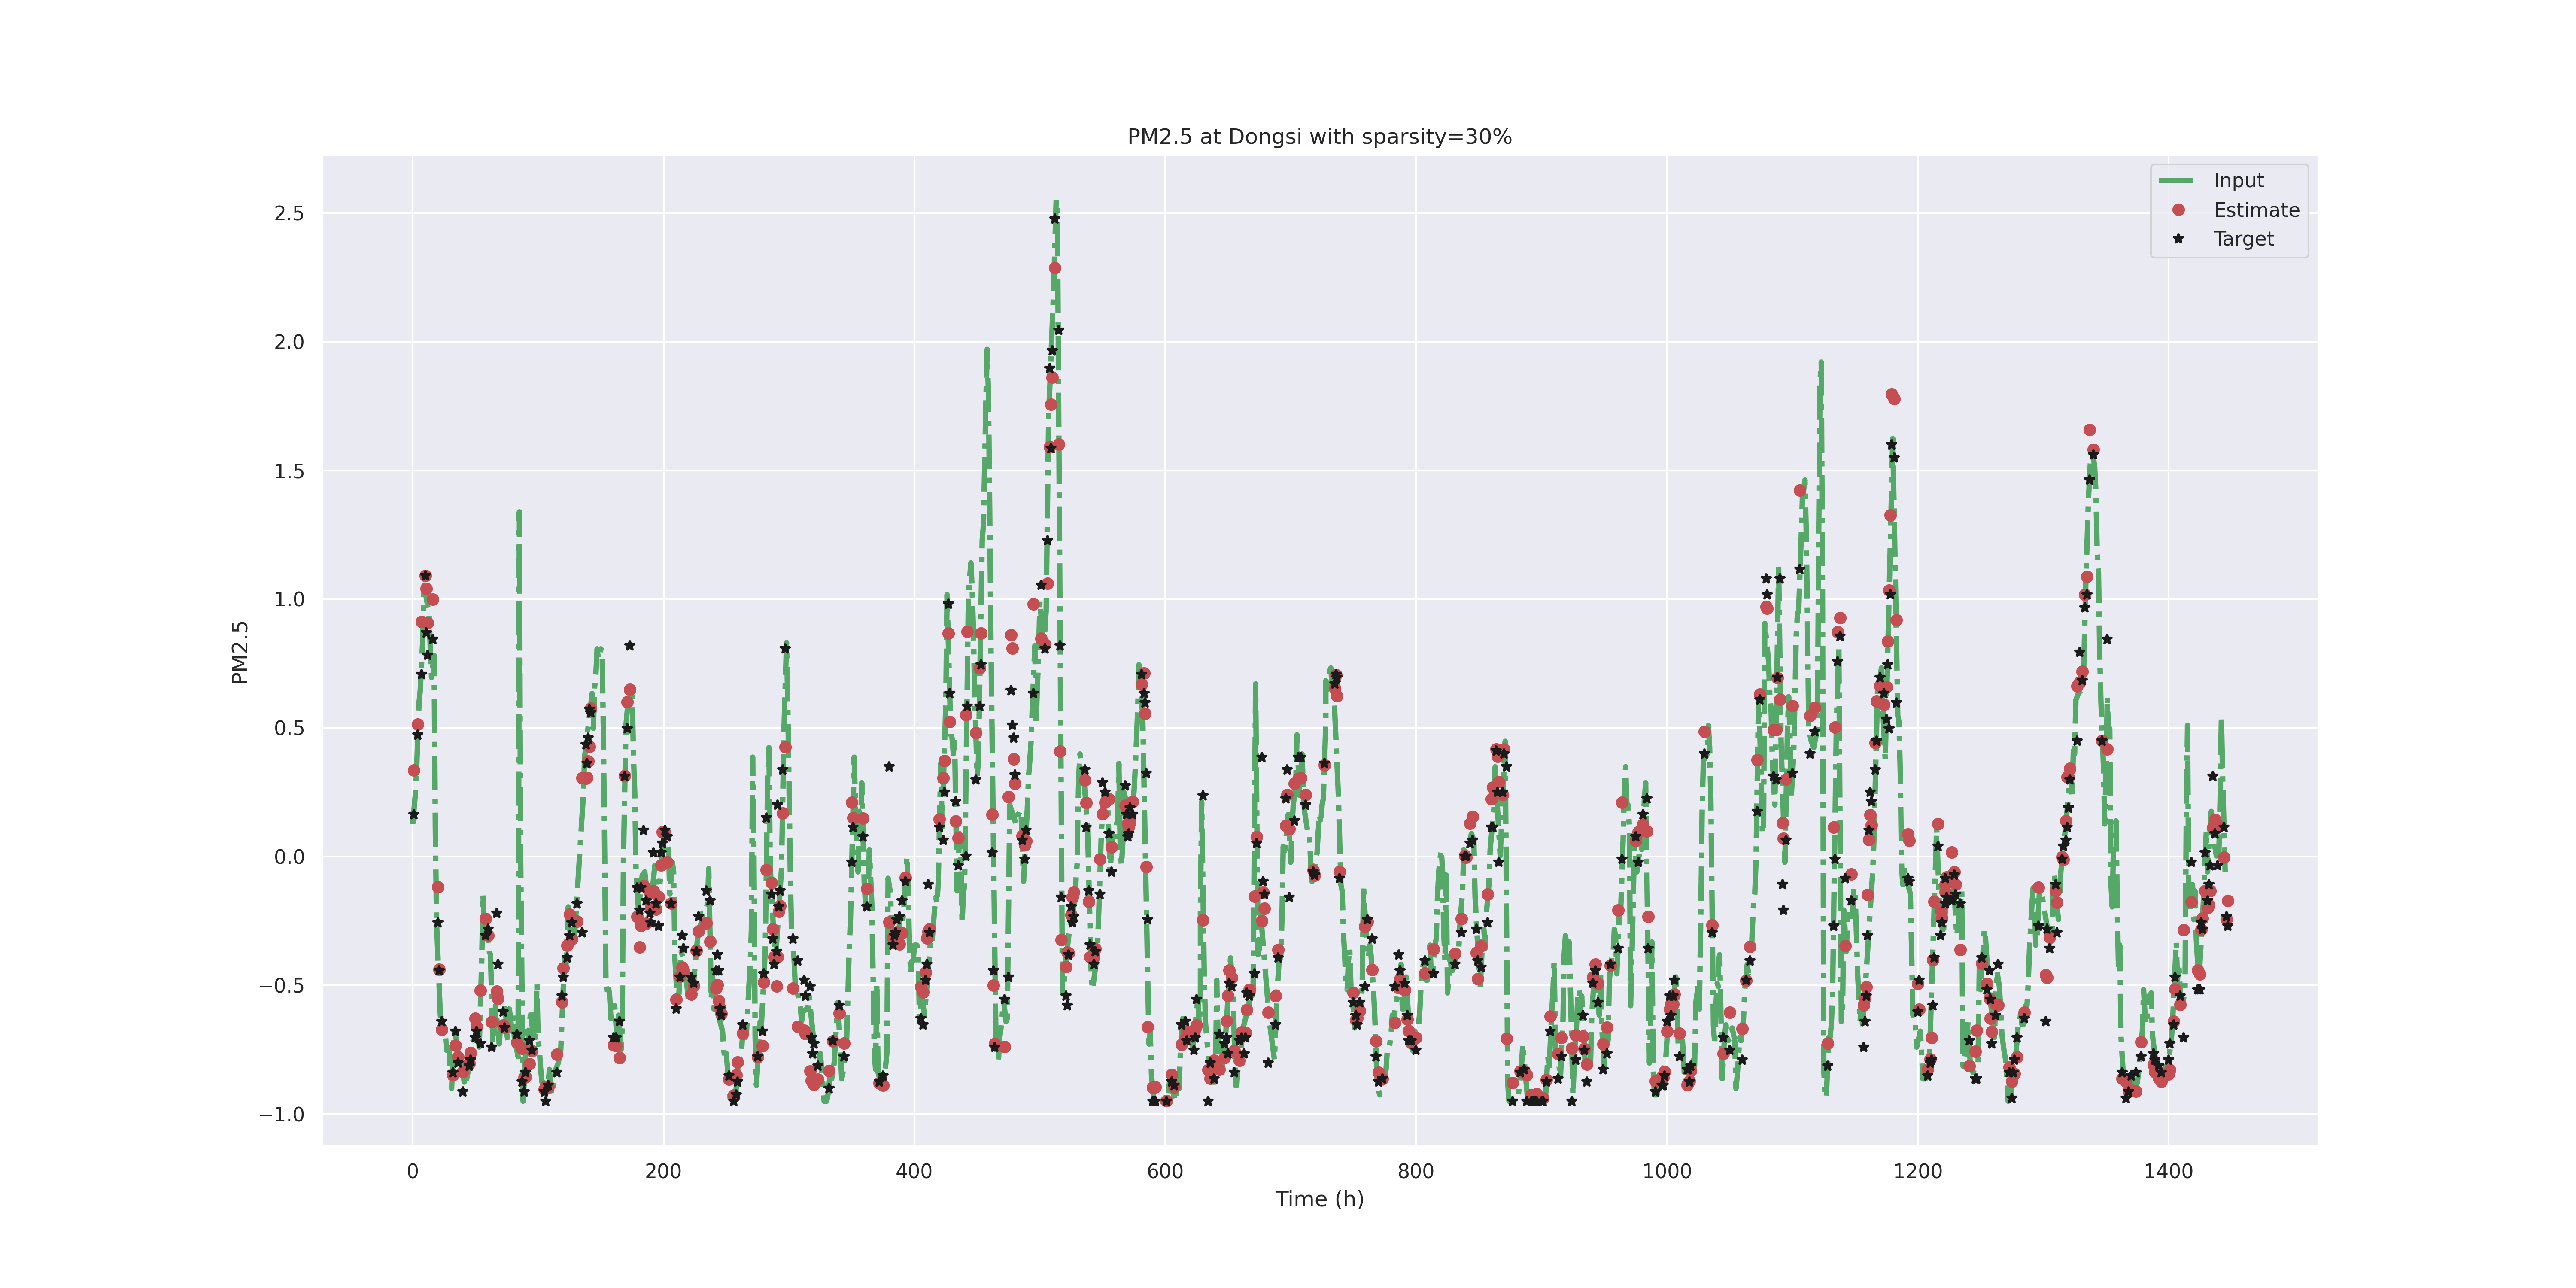 PM2.5 at Dongsi with sparsity=30%
Input
Estimate
Target
PM2.5
2.5
2.0
1.5
1.0
0.5
0.0
−0.5
−1.0
0 200 400 600 800 1000 1200 1400
Time (h)